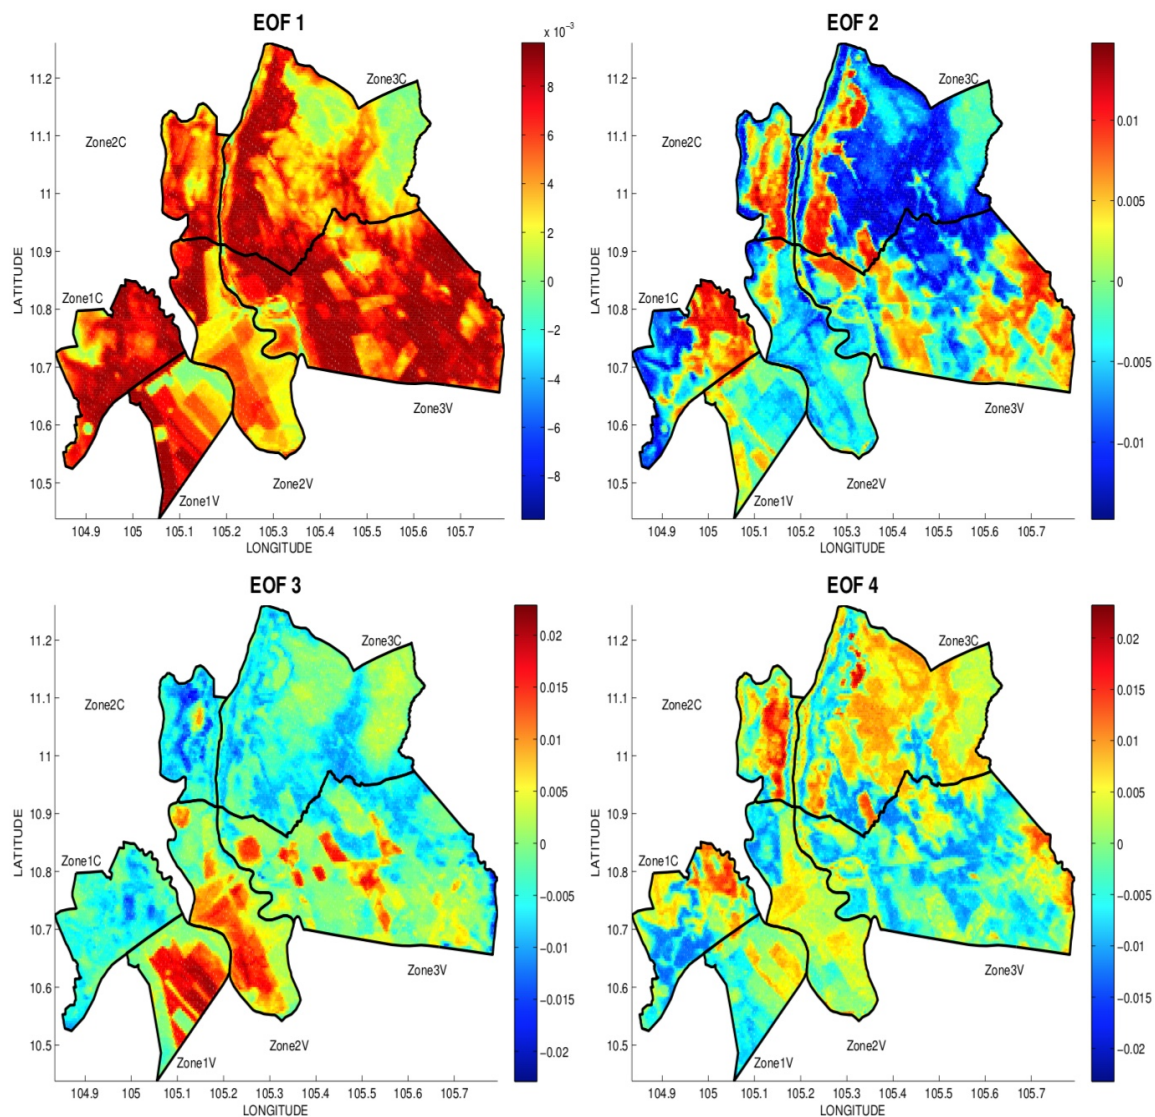 EOF 1
x 10⁻³
11.2
11.1
11
10.9
10.8
10.7
10.6
10.5
LATITUDE
104.9 105 105.1 105.2 105.3 105.4 105.5 105.6 105.7
LONGITUDE
Zone3C
Zone2C
Zone1C
Zone3V
Zone2V
Zone1V
8
6
4
2
0
−2
−4
−6
−8
EOF 2
11.2
11.1
11
10.9
10.8
10.7
10.6
10.5
LATITUDE
104.9 105 105.1 105.2 105.3 105.4 105.5 105.6 105.7
LONGITUDE
Zone3C
Zone2C
Zone1C
Zone3V
Zone2V
Zone1V
0.01
0.005
0
−0.005
−0.01
EOF 3
11.2
11.1
11
10.9
10.8
10.7
10.6
10.5
LATITUDE
104.9 105 105.1 105.2 105.3 105.4 105.5 105.6 105.7
LONGITUDE
Zone3C
Zone2C
Zone1C
Zone3V
Zone2V
Zone1V
0.02
0.015
0.01
0.005
0
−0.005
−0.01
−0.015
−0.02
EOF 4
11.2
11.1
11
10.9
10.8
10.7
10.6
10.5
LATITUDE
104.9 105 105.1 105.2 105.3 105.4 105.5 105.6 105.7
LONGITUDE
Zone3C
Zone2C
Zone1C
Zone3V
Zone2V
Zone1V
0.02
0.015
0.01
0.005
0
−0.005
−0.01
−0.015
−0.02